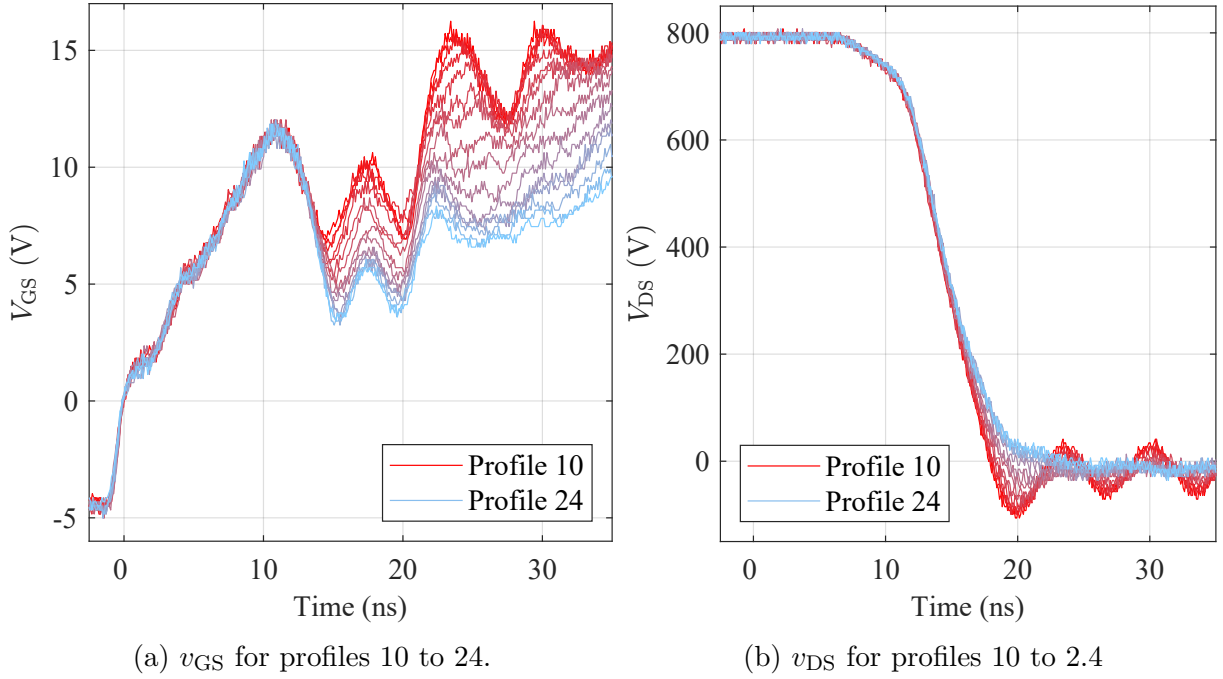 15
10
5
0
-5
V_GS (V)
Profile 10
Profile 24
0 10 20 30
Time (ns)
(a) v_GS for profiles 10 to 24.
800
600
400
200
0
V_DS (V)
Profile 10
Profile 24
0 10 20 30
Time (ns)
(b) v_DS for profiles 10 to 2.4